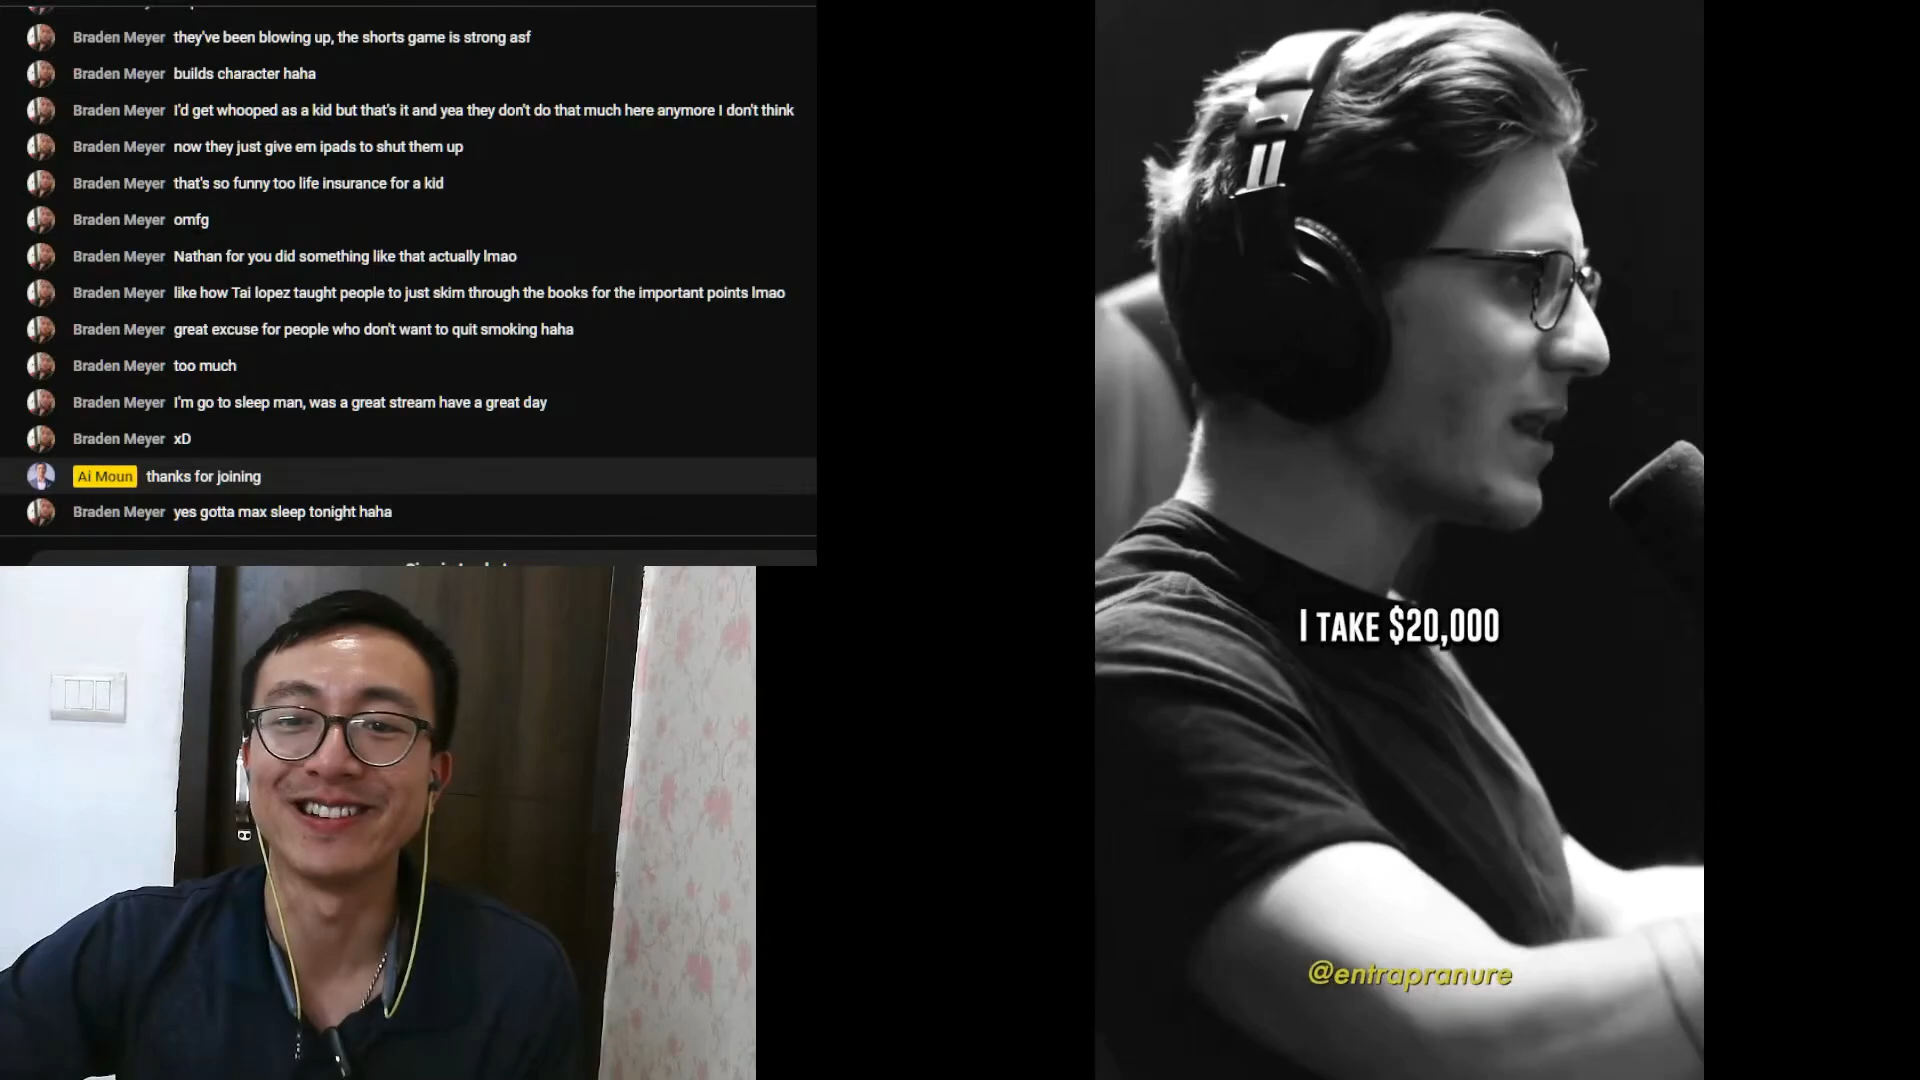 Braden Meyer they've been blowing up, the shorts game is strong asf
Braden Meyer builds character haha
Braden Meyer I'd get whooped as a kid but that's it and yea they don't do that much here anymore I don't think
Braden Meyer now they just give em ipads to shut them up
Braden Meyer that's so funny too life insurance for a kid
Braden Meyer omfg
Braden Meyer Nathan for you did something like that actually lmao
Braden Meyer like how Tai lopez taught people to just skim through the books for the important points lmao
Braden Meyer great excuse for people who don't want to quit smoking haha
Braden Meyer too much
Braden Meyer I'm go to sleep man, was a great stream have a great day
Braden Meyer xD
Ai Moun thanks for joining
Braden Meyer yes gotta max sleep tonight haha
I TAKE $20,000
@entrapranure